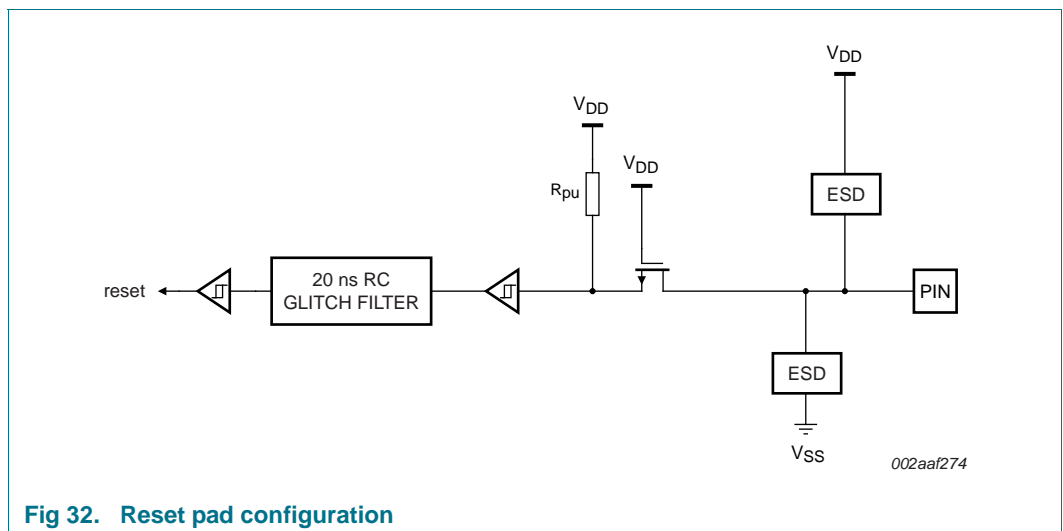 VDD
VDD
VDD
Rpu
ESD
reset
20 ns RC
GLITCH FILTER
PIN
ESD
VSS
002aaf274
Fig 32. Reset pad configuration